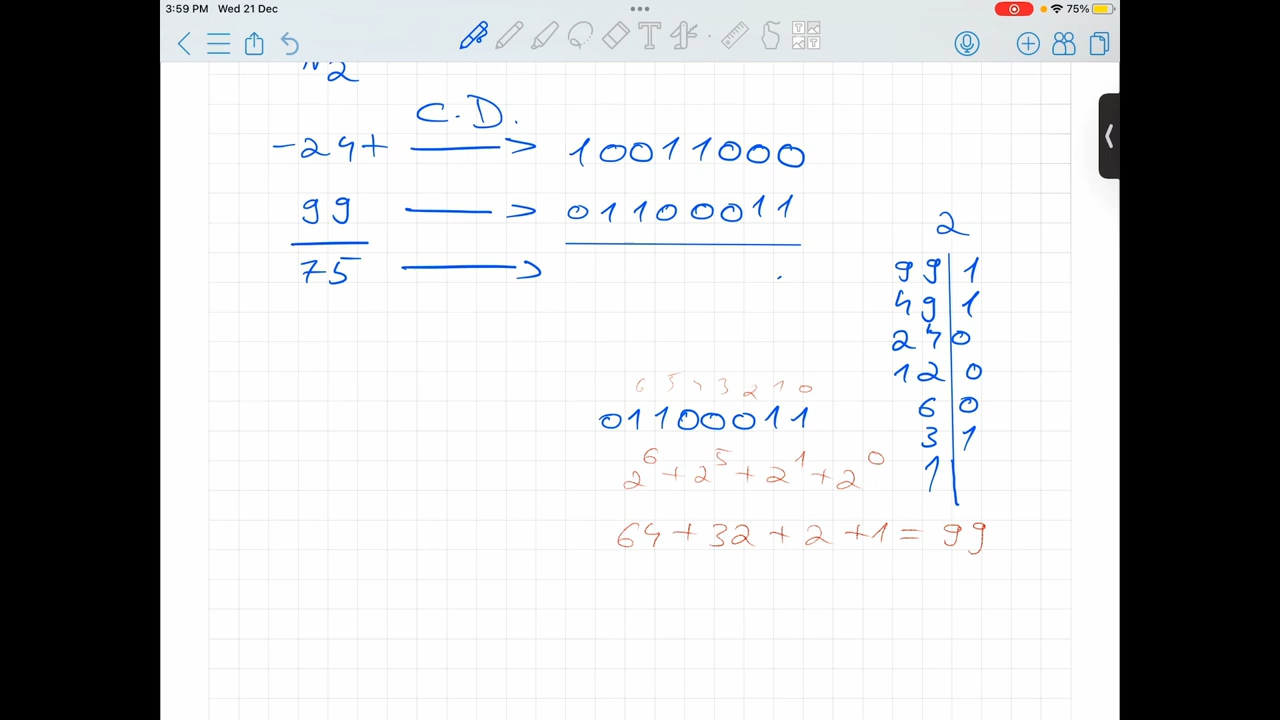 3:59 PM Wed 21 Dec
75%
N2
C.D.
-24+ → 10011000
99 → 01100011
75 →
2
99 | 1
49 | 1
24 | 0
12 | 0
6 | 0
3 | 1
1 |
6 5 4 3 2 1 0
01100011
2^6 + 2^5 + 2^1 + 2^0
64 + 32 + 2 + 1 = 99